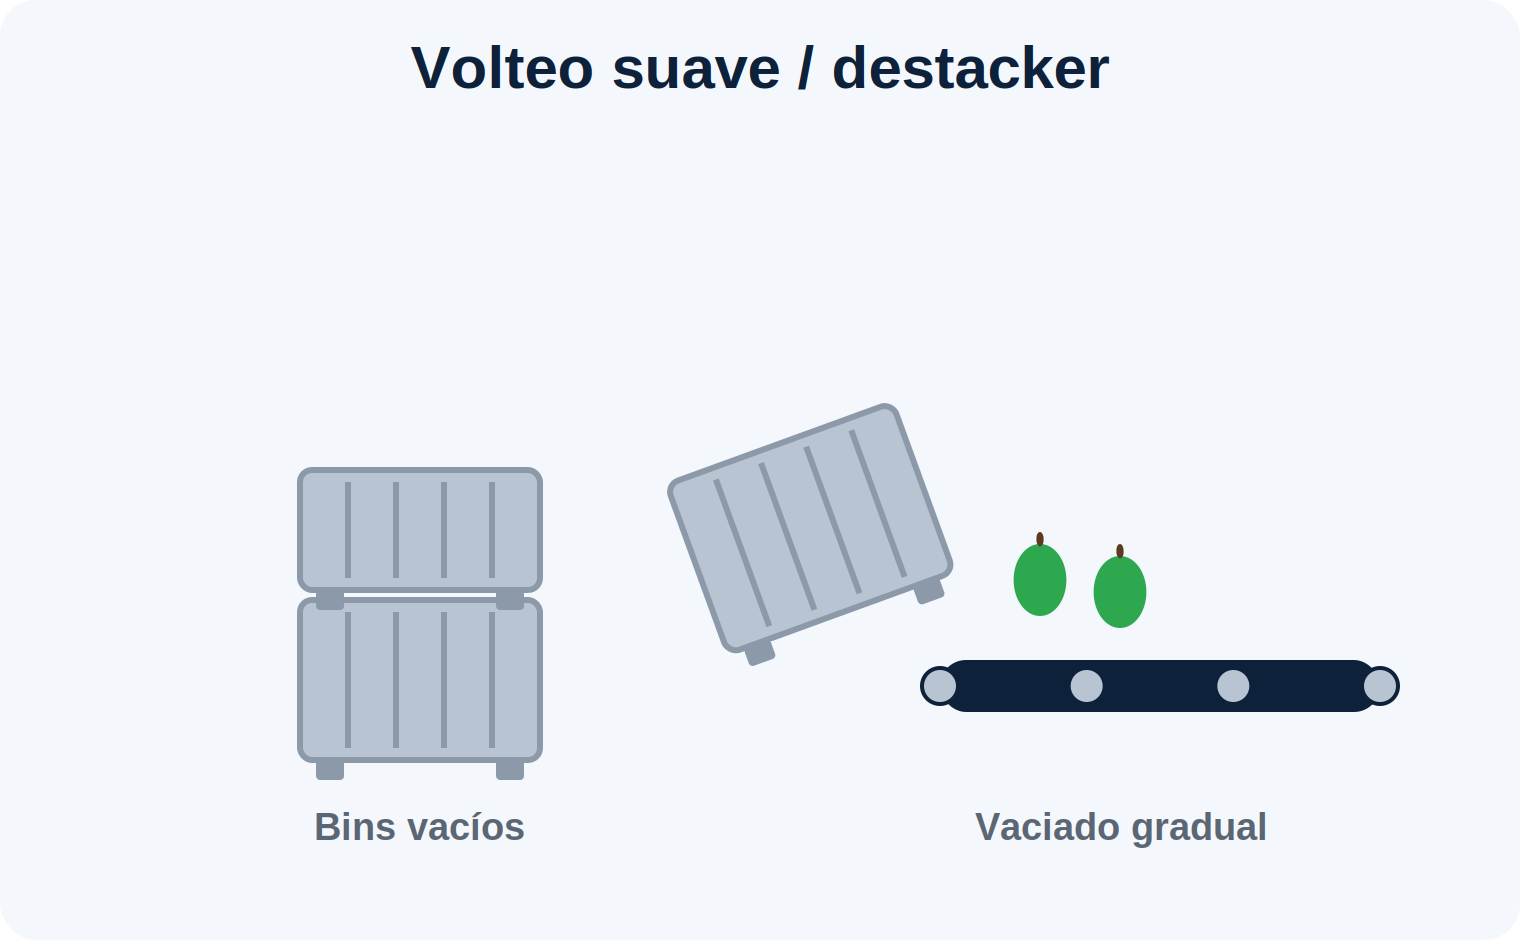 Volteo suave / destacker
Bins vacíos
Vaciado gradual